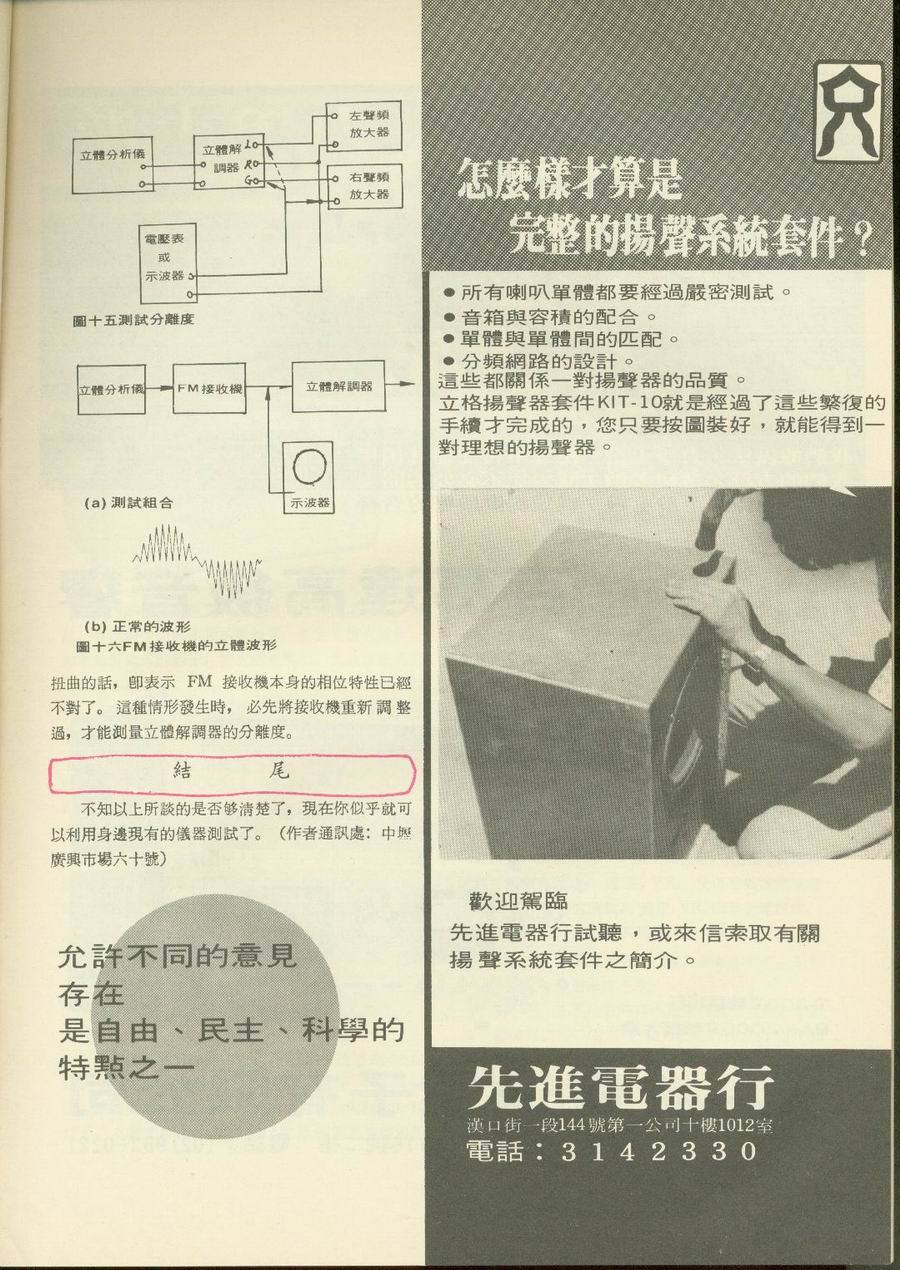 立體分析儀
立體解
調器
L
R
G
左聲頻
放大器
右聲頻
放大器
電壓表
或
示波器
圖十五測試分離度
立體分析儀
FM接收機
立體解調器
示波器
(a) 測試組合
(b) 正常的波形
圖十六FM接收機的立體波形
扭曲的話，卽表示 FM 接收機本身的相位特性已經
不對了。這種情形發生時，必先將接收機重新調整
過，才能測量立體解調器的分離度。
結 尾
不知以上所談的是否够清楚了，現在你似乎就可
以利用身邊現有的儀器測試了。（作者通訊處：中壢
廣興市場六十號）
允許不同的意見
存在
是自由、民主、科學的
特點之一
怎麼樣才算是
完整的揚聲系統套件？
●所有喇叭單體都要經過嚴密測試。
●音箱與容積的配合。
●單體與單體間的匹配。
●分頻網路的設計。
這些都關係一對揚聲器的品質。
立格揚聲器套件KIT-10就是經過了這些繁復的
手續才完成的，您只要按圖裝好，就能得到一
對理想的揚聲器。
歡迎駕臨
先進電器行試聽，或來信索取有關
揚聲系統套件之簡介。
先進電器行
漢口街一段144號第一公司十樓1012室
電話：3142330